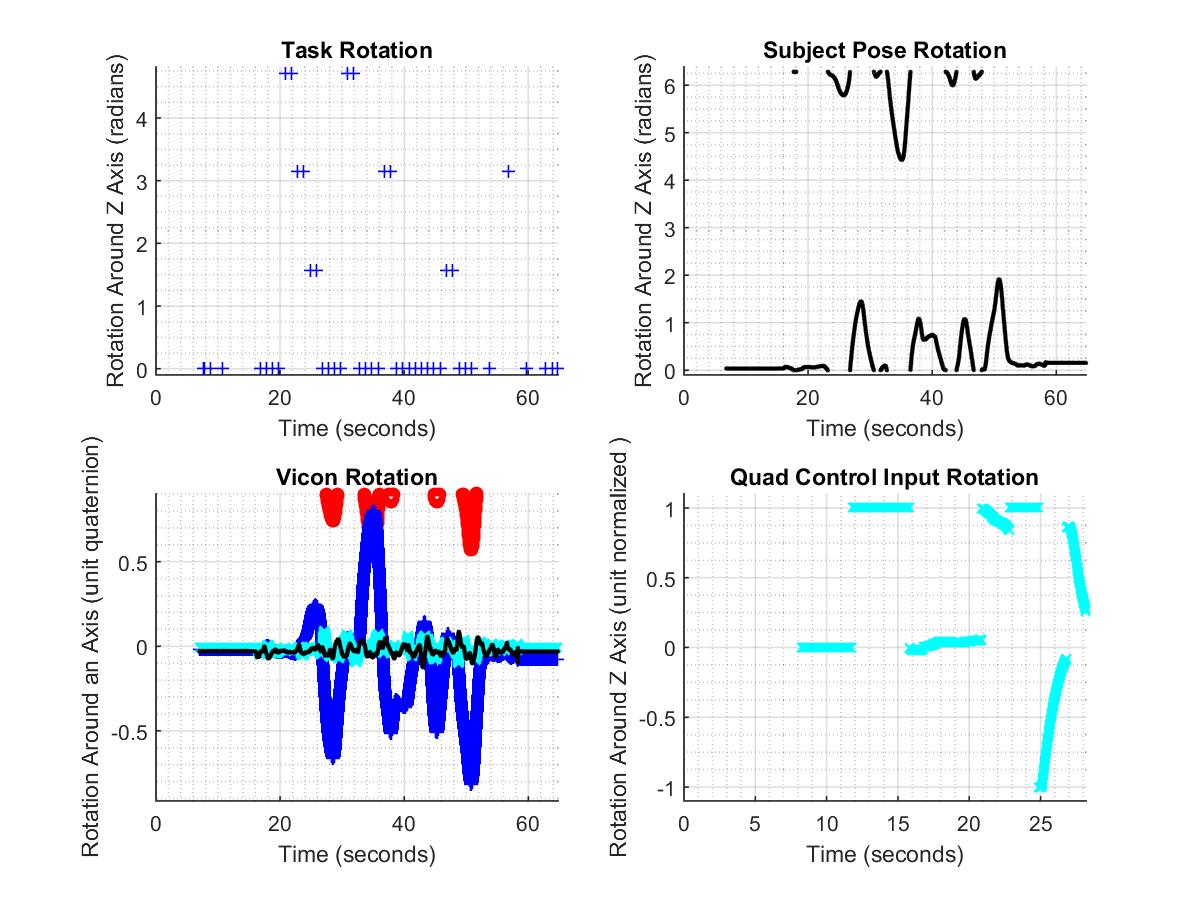 Task Rotation
Rotation Around Z Axis (radians)
4
3
2
1
0
0 20 40 60
Time (seconds)
Subject Pose Rotation
Rotation Around Z Axis (radians)
6
5
4
3
2
1
0
0 20 40 60
Time (seconds)
Vicon Rotation
Rotation Around an Axis (unit quaternion)
0.5
0
-0.5
0 20 40 60
Time (seconds)
Quad Control Input Rotation
Rotation Around Z Axis (unit normalized )
1
0.5
0
-0.5
-1
0 5 10 15 20 25
Time (seconds)